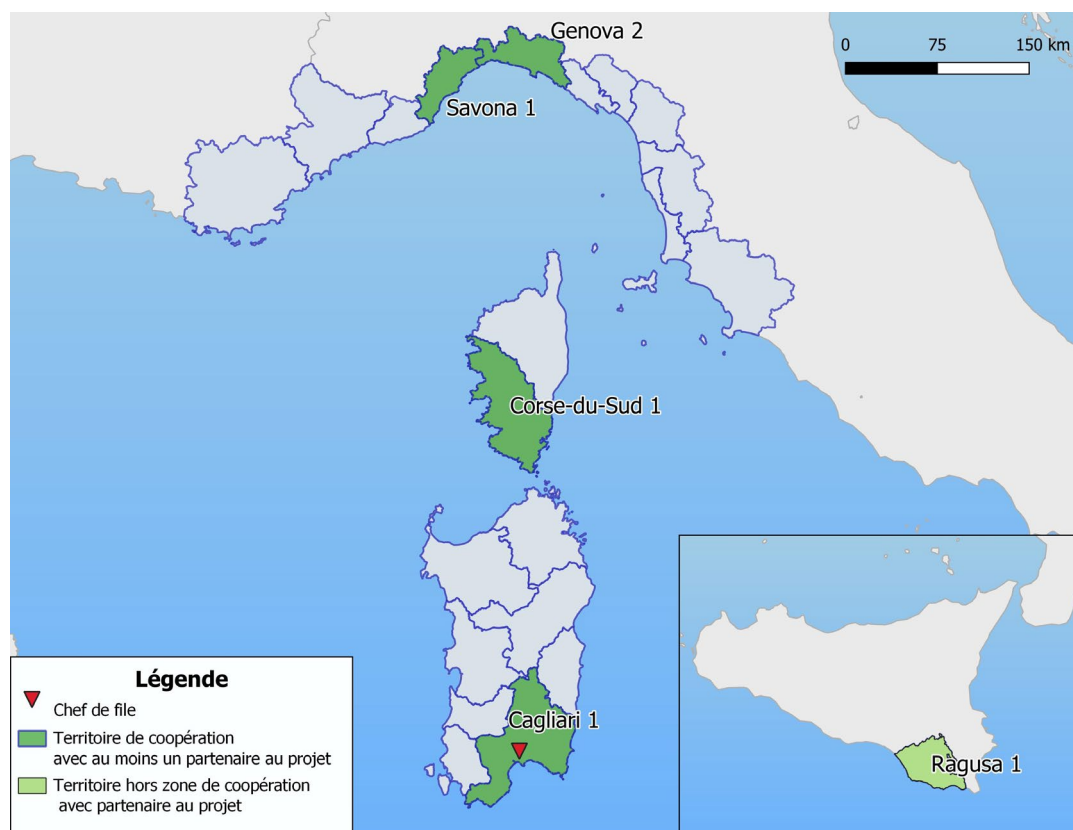 Genova 2
0 75 150 km
Savona 1
Corse-du-Sud 1
Légende
Chef de file
Territoire de coopération
avec au moins un partenaire au projet
Territoire hors zone de coopération
avec partenaire au projet
Cagliari 1
Ragusa 1